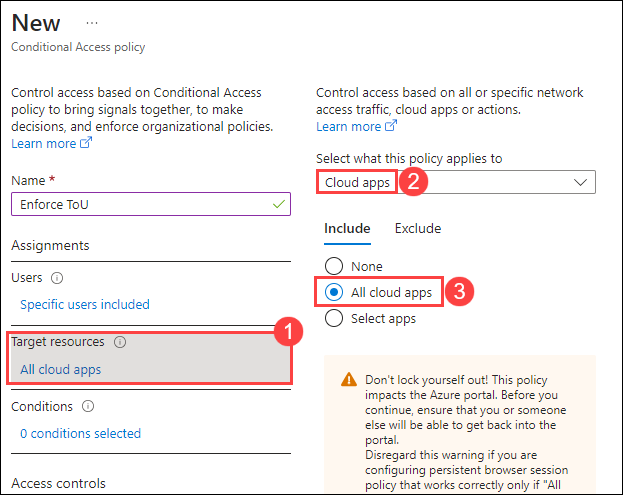 New ...
Conditional Access policy
Control access based on Conditional Access
policy to bring signals together, to make
decisions, and enforce organizational policies.
Learn more
Name *
Enforce ToU
Assignments
Users
Specific users included
1
Target resources
All cloud apps
Conditions
0 conditions selected
Access controls
Control access based on all or specific network
access traffic, cloud apps or actions.
Learn more
Select what this policy applies to
Cloud apps 2
Include Exclude
None
All cloud apps 3
Select apps
Don't lock yourself out! This policy
impacts the Azure portal. Before you
continue, ensure that you or someone
else will be able to get back into the
portal.
Disregard this warning if you are
configuring persistent browser session
policy that works correctly only if "All